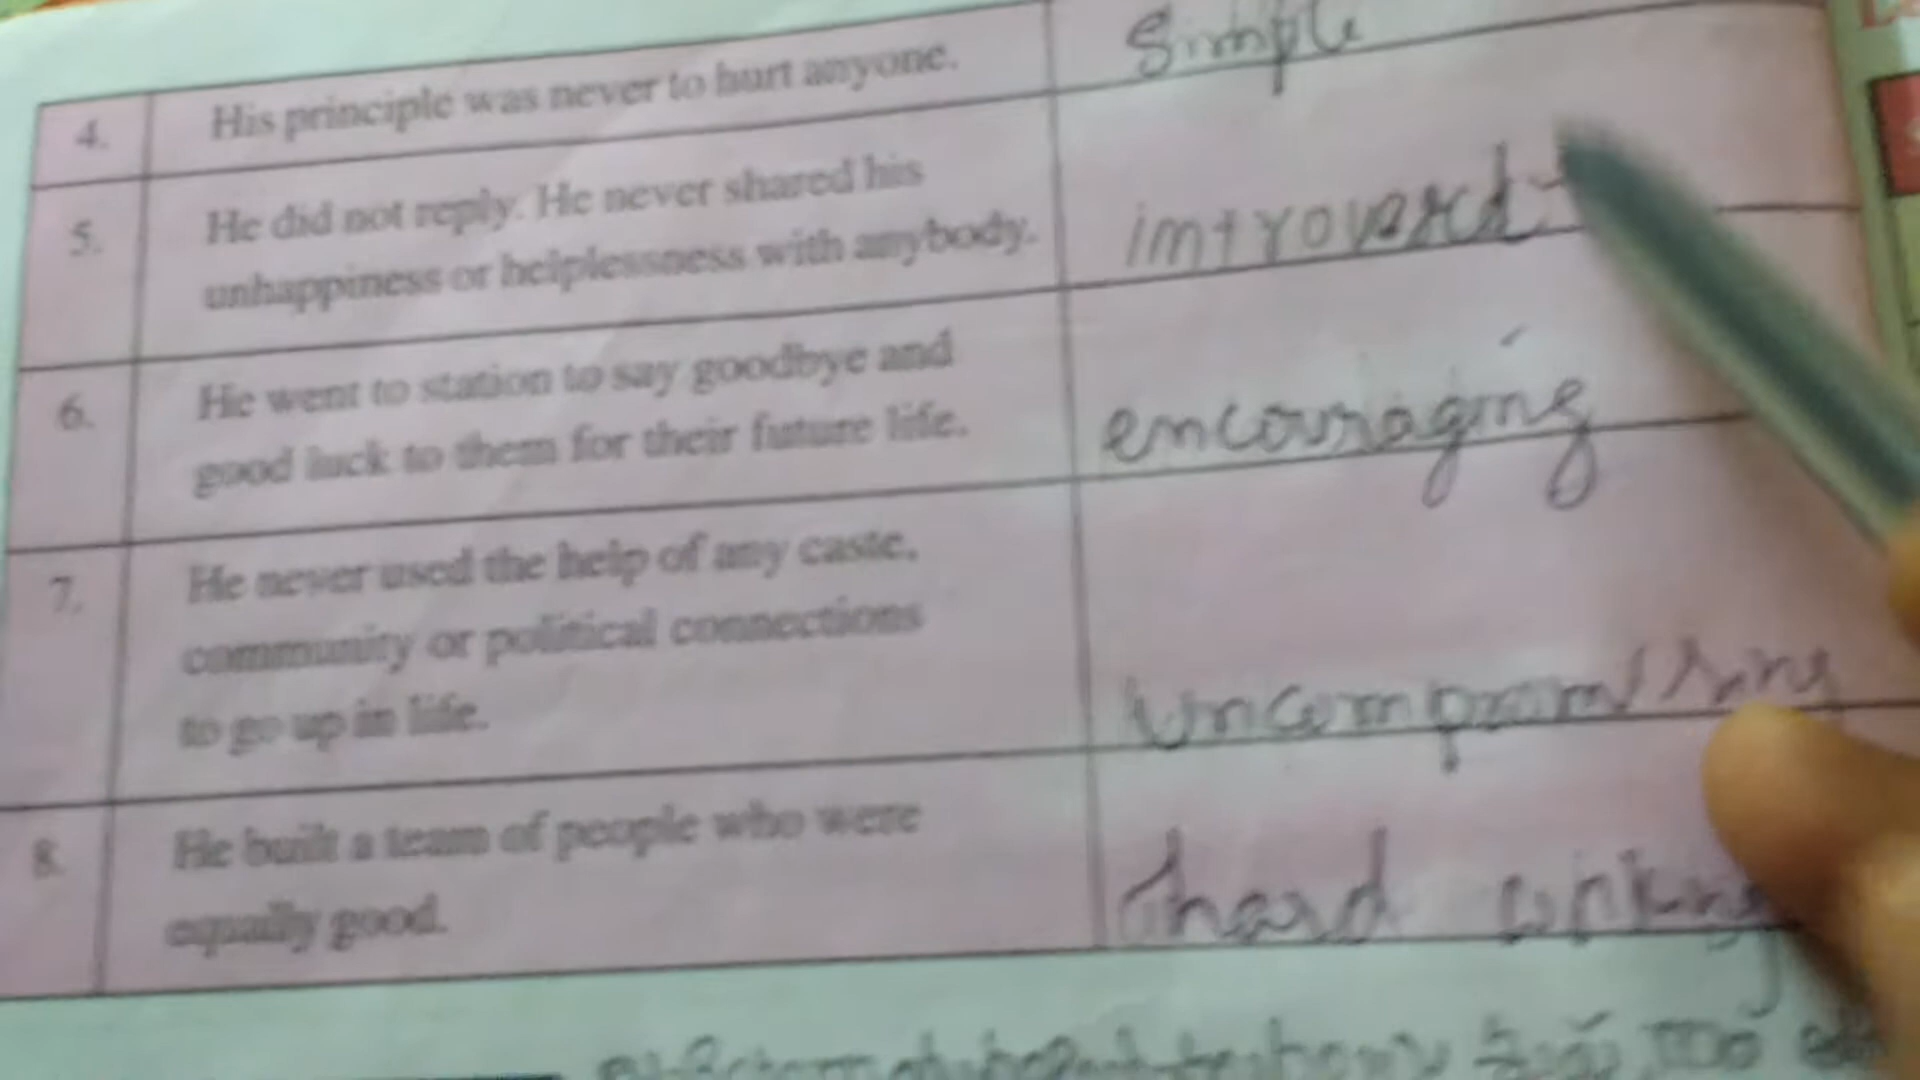 4. His principle was never to hurt anyone. Simple
5. He did not reply. He never shared his
unhappiness or helplessness with anybody. introverd
6. He went to station to say goodbye and
good luck to them for their future life. encouraging
7. He never used the help of any caste,
community or political connections
to go up in life. Uncompromising
8. He built a team of people who were
equally good. hard